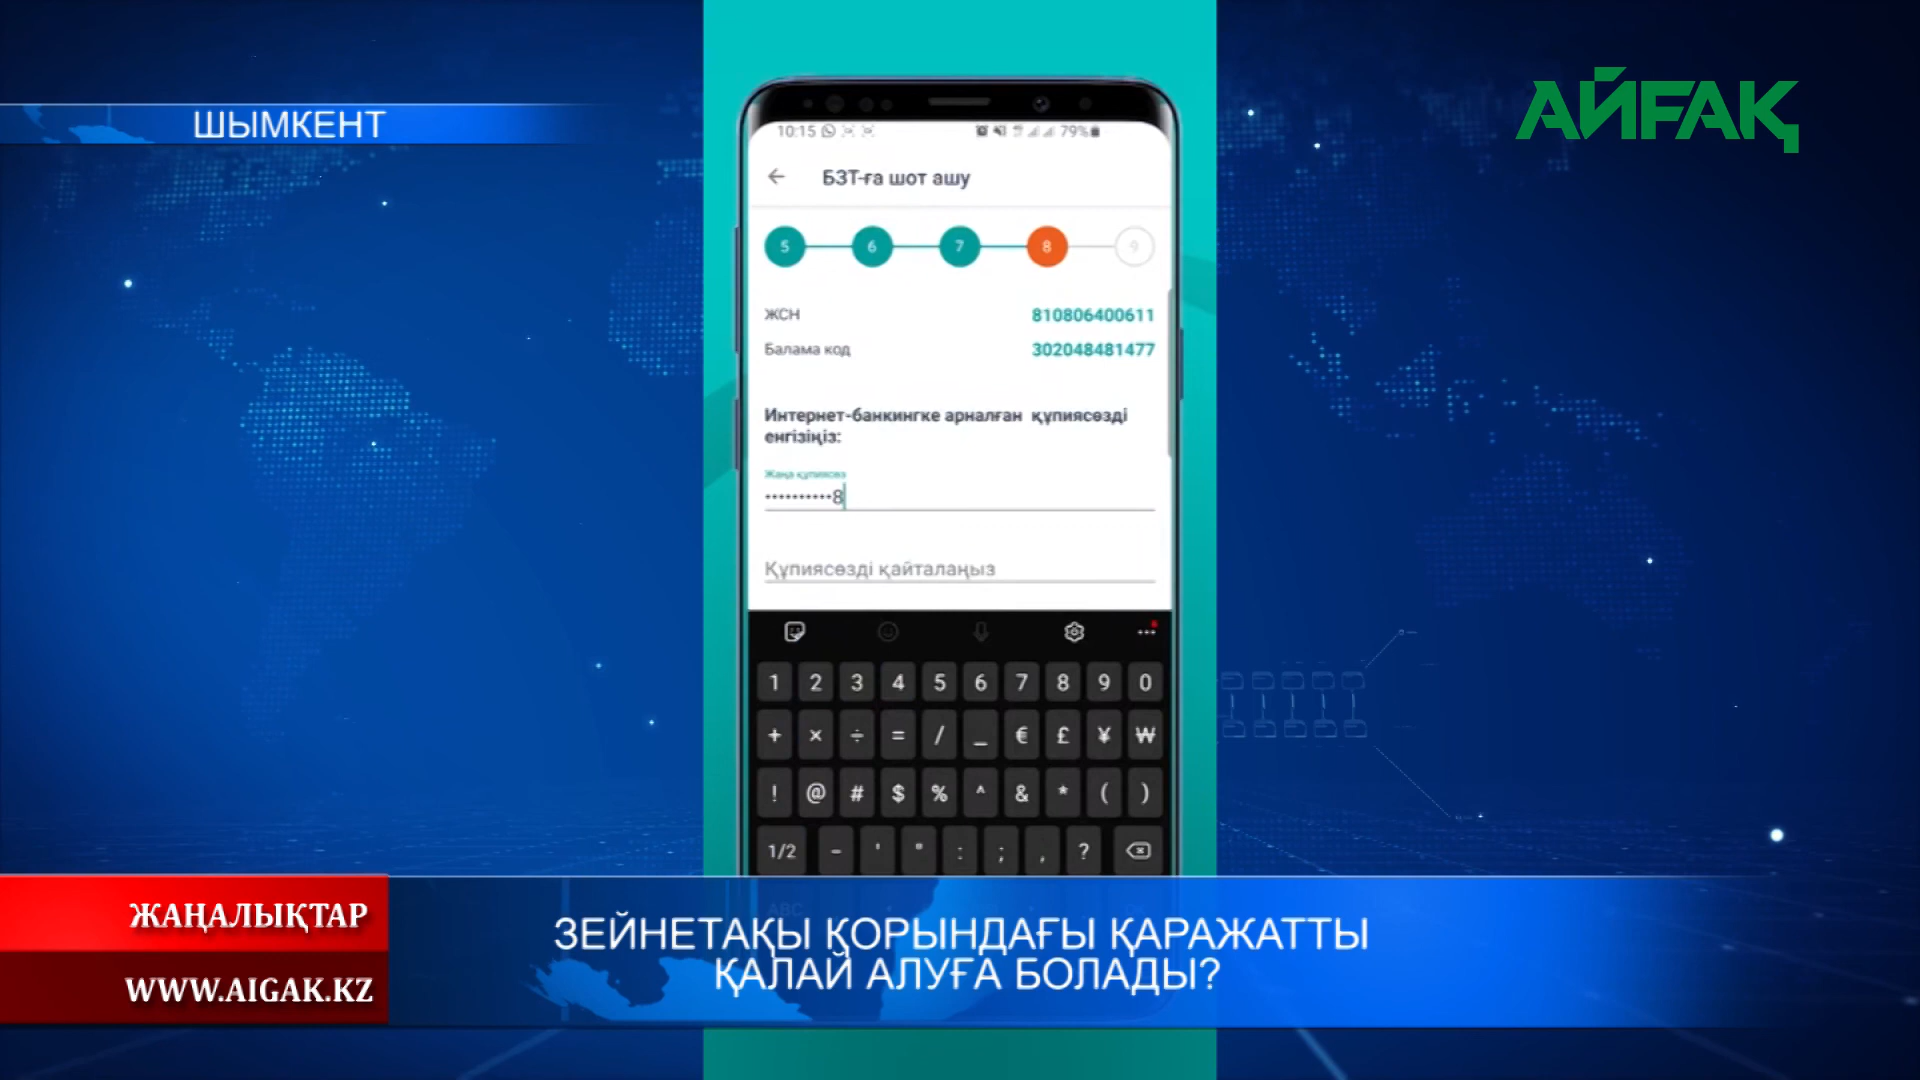 ШЫМКЕНТ
АЙҒАҚ
10:15
79%
БЗТ-ға шот ашу
5 6 7 8 9
ЖСН 810806400611
Балама код 302048481477
Интернет-банкингке арналған құпиясөзді
енгізіңіз:
Жаңа құпиясөз
••••••••••8
Құпиясөзді қайталаңыз
1 2 3 4 5 6 7 8 9 0
+ × ÷ = / _ € £ ¥ ₩
! @ # $ % ^ & * ( )
1/2 - ' " : ; , ?
ABC
ЖАҢАЛЫҚТАР
WWW.AIGAK.KZ
ЗЕЙНЕТАҚЫ ҚОРЫНДАҒЫ ҚАРАЖАТТЫ
ҚАЛАЙ АЛУҒА БОЛАДЫ?